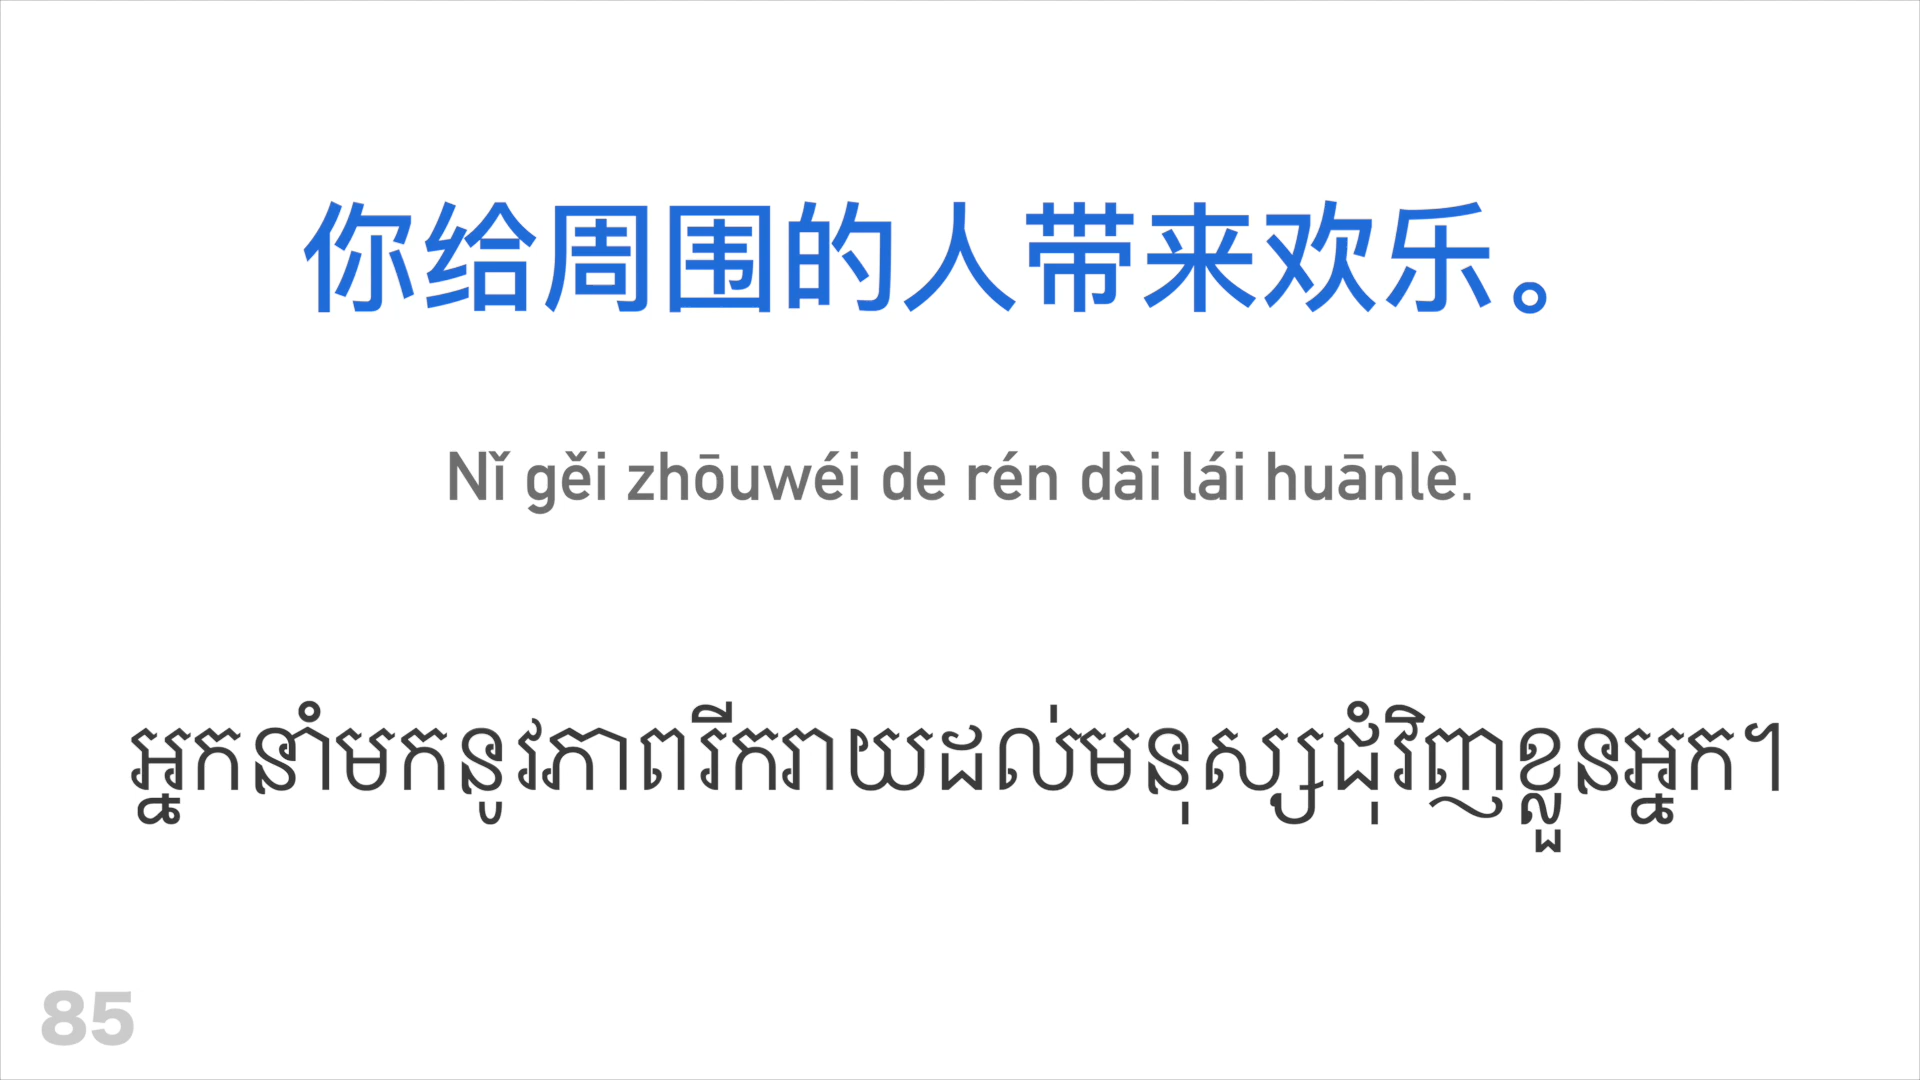 你给周围的人带来欢乐。
Nǐ gěi zhōuwéi de rén dài lái huānlè.
អ្នកនាំមកនូវភាពរីករាយដល់មនុស្សជុំវិញខ្លួនអ្នក។
85